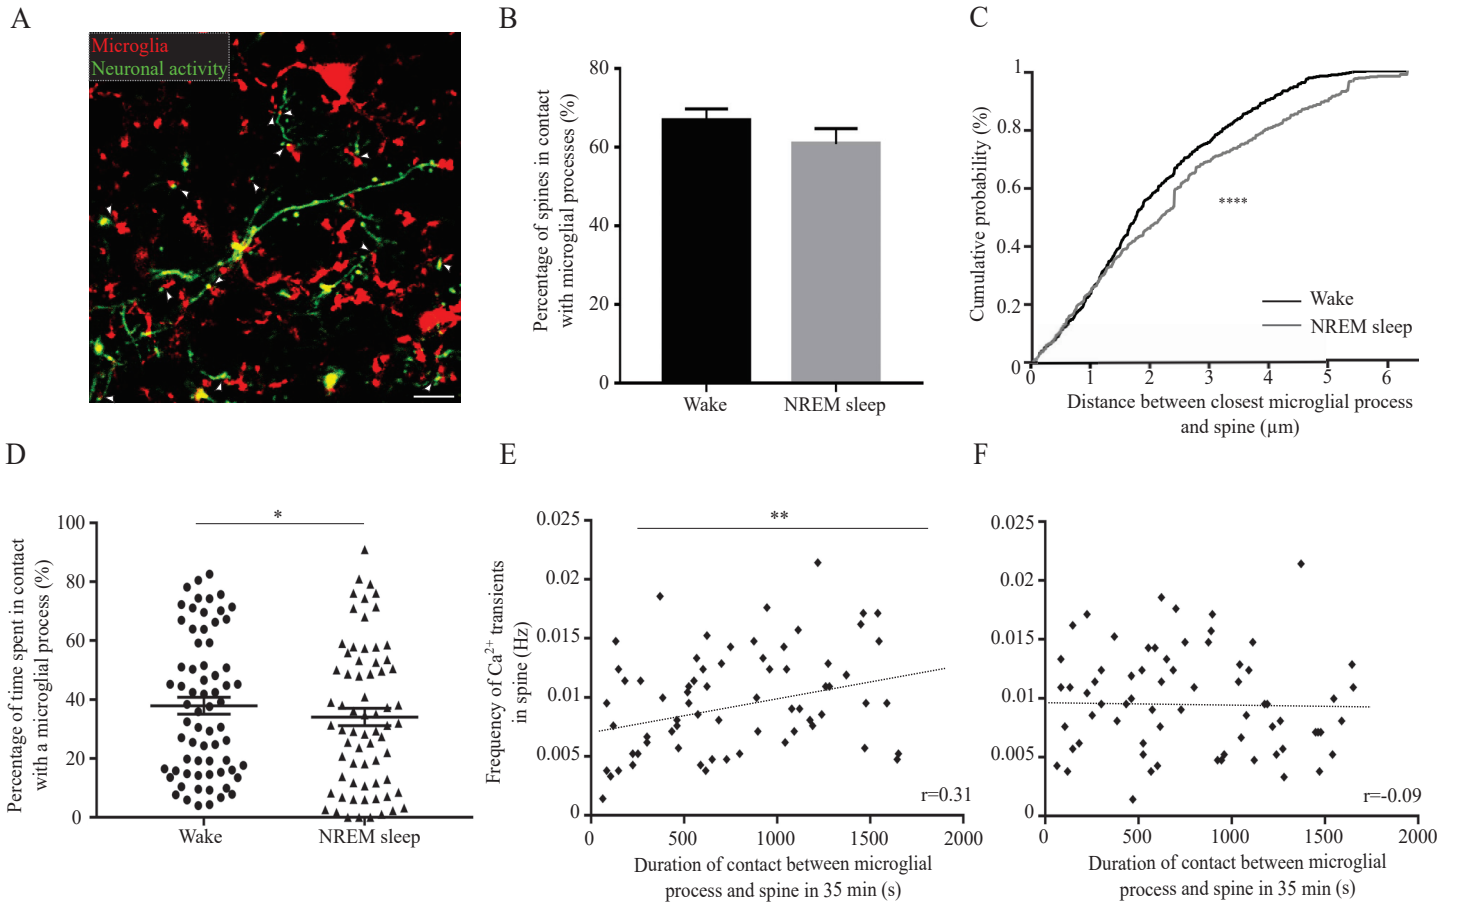 A
Microglia
Neuronal activity
B
Percentage of spines in contact
with microglial processes (%)
80
60
40
20
0
Wake
NREM sleep
C
Cumulative probability (%)
1
0.8
0.6
0.4
0.2
0
****
Wake
NREM sleep
0
1
2
3
4
5
6
Distance between closest microglial process
and spine (µm)
D
Percentage of time spent in contact
with a microglial process (%)
100
80
60
40
20
0
*
Wake
NREM sleep
E
Frequency of Ca²⁺ transients
in spine (Hz)
0.025
0.02
0.015
0.01
0.005
0
**
r=0.31
0
500
1000
1500
2000
Duration of contact between microglial
process and spine in 35 min (s)
F
0.025
0.02
0.015
0.01
0.005
0
r=-0.09
0
500
1000
1500
2000
Duration of contact between microglial
process and spine in 35 min (s)